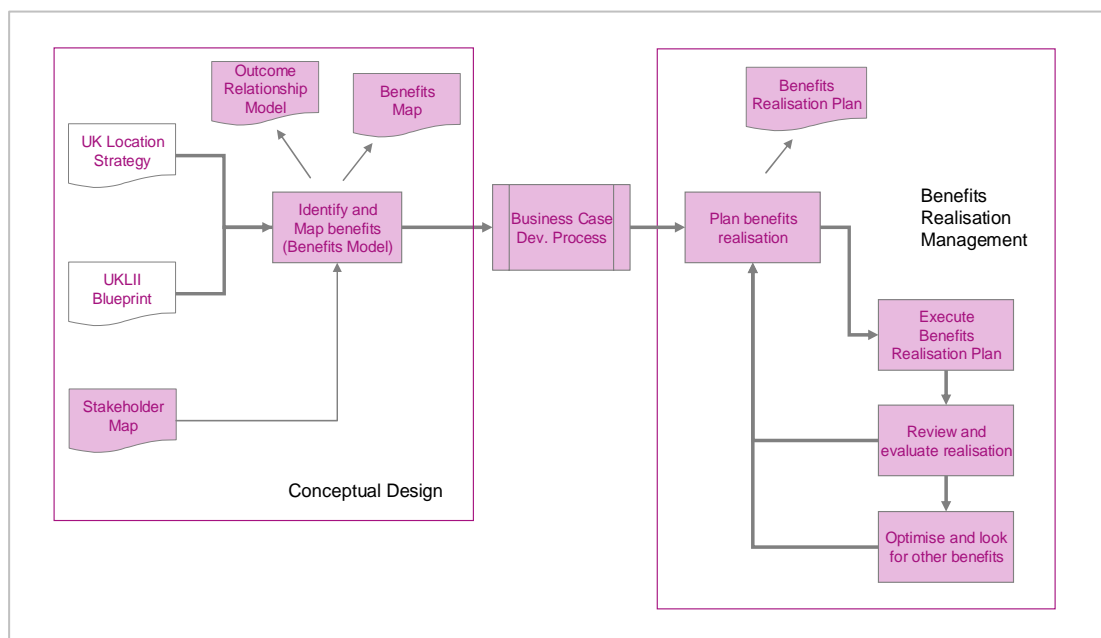 Outcome
Relationship
Model
Benefits
Map
UK Location
Strategy
Identify and
Map benefits
(Benefits Model)
UKLII
Blueprint
Stakeholder
Map
Conceptual Design
Business Case
Dev. Process
Benefits
Realisation Plan
Plan benefits
realisation
Benefits
Realisation
Management
Execute
Benefits
Realisation Plan
Review and
evaluate realisation
Optimise and look
for other benefits